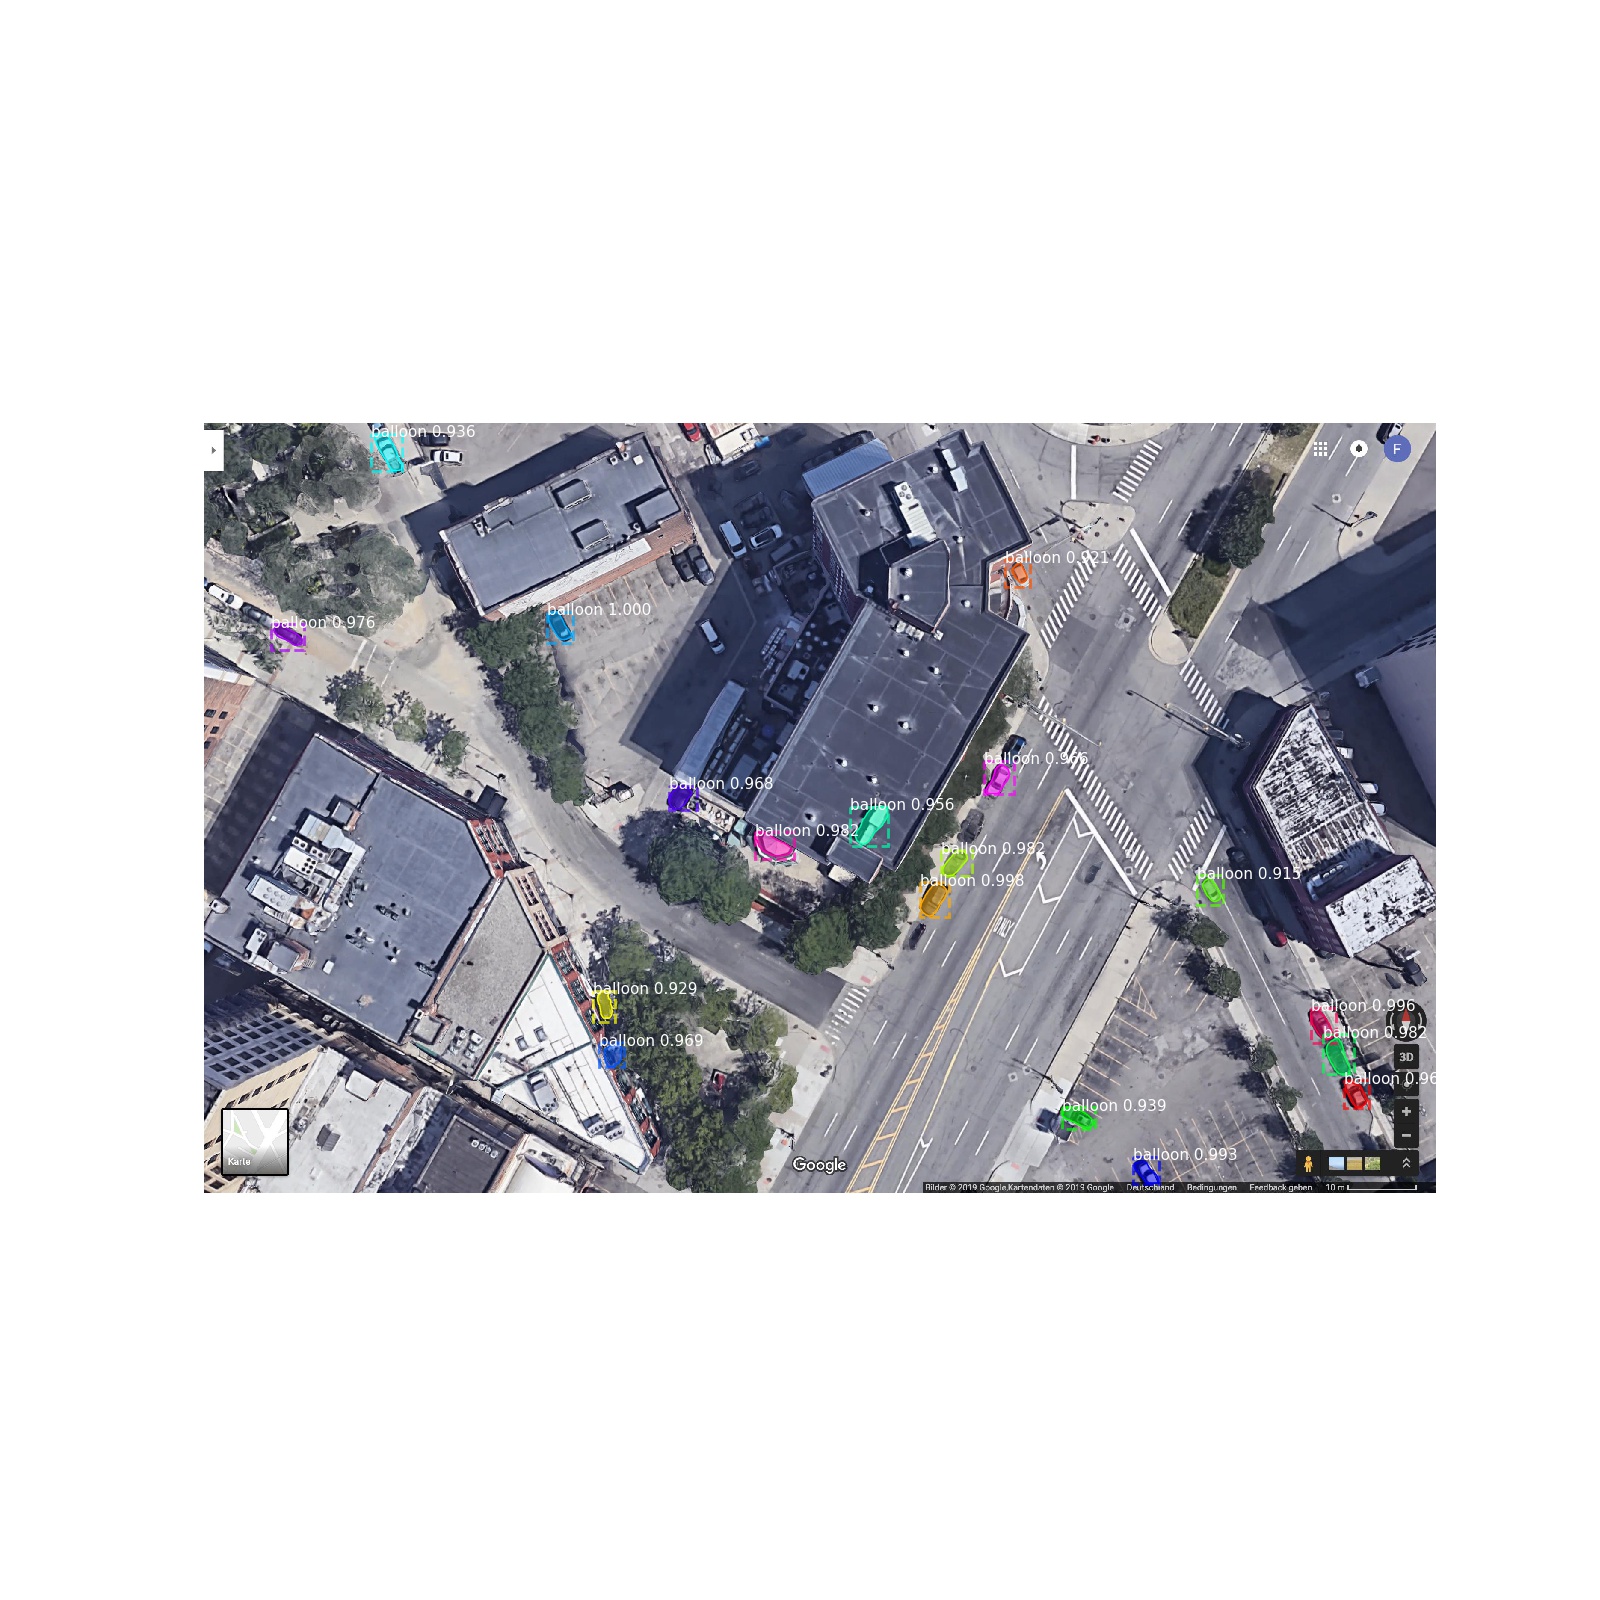 balloon 0.936
F
balloon 0.921
balloon 1.000
balloon 0.976
balloon 0.966
balloon 0.968
balloon 0.956
balloon 0.982
balloon 0.982
balloon 0.915
balloon 0.998
ONLY
balloon 0.929
balloon 0.996
balloon 0.982
balloon 0.969
3D
balloon 0.96
balloon 0.939
+
−
balloon 0.993
Karte
Google
Bilder © 2019 Google,Kartendaten © 2019 Google Deutschland Bedingungen Feedback geben 10 m